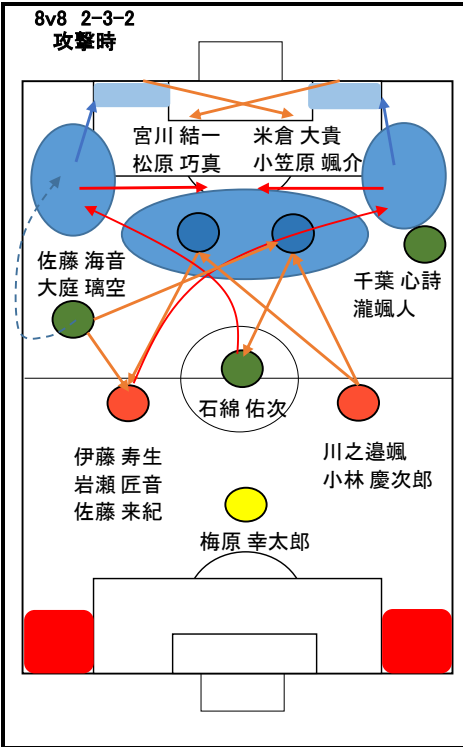 8v8 2-3-2
攻撃時
宮川 結一
松原 巧真
米倉 大貴
小笠原 颯介
佐藤 海音
大庭 璃空
千葉 心詩
瀧颯人
石綿 佑次
伊藤 寿生
岩瀬 匠音
佐藤 来紀
川之邉颯
小林 慶次郎
梅原 幸太郎